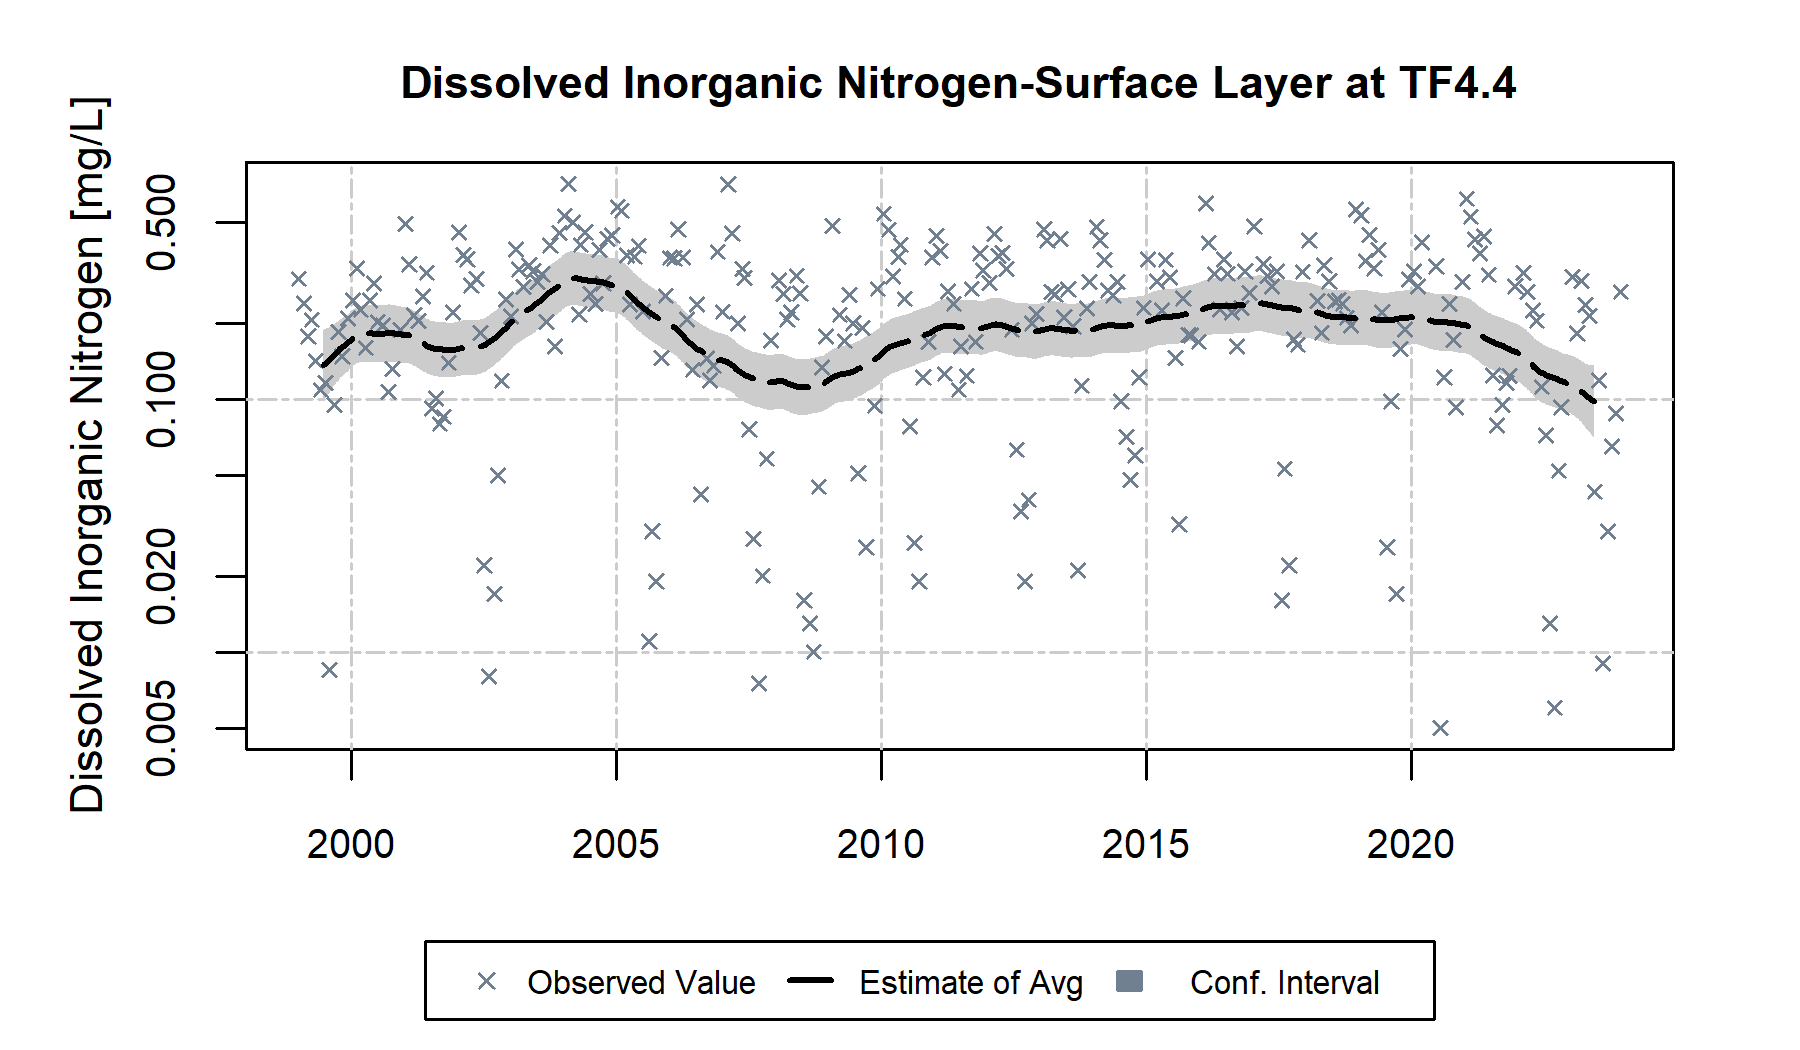 Dissolved Inorganic Nitrogen-Surface Layer at TF4.4
Dissolved Inorganic Nitrogen [mg/L]
0.500
0.100
0.020
0.005
2000 2005 2010 2015 2020
Observed Value Estimate of Avg Conf. Interval